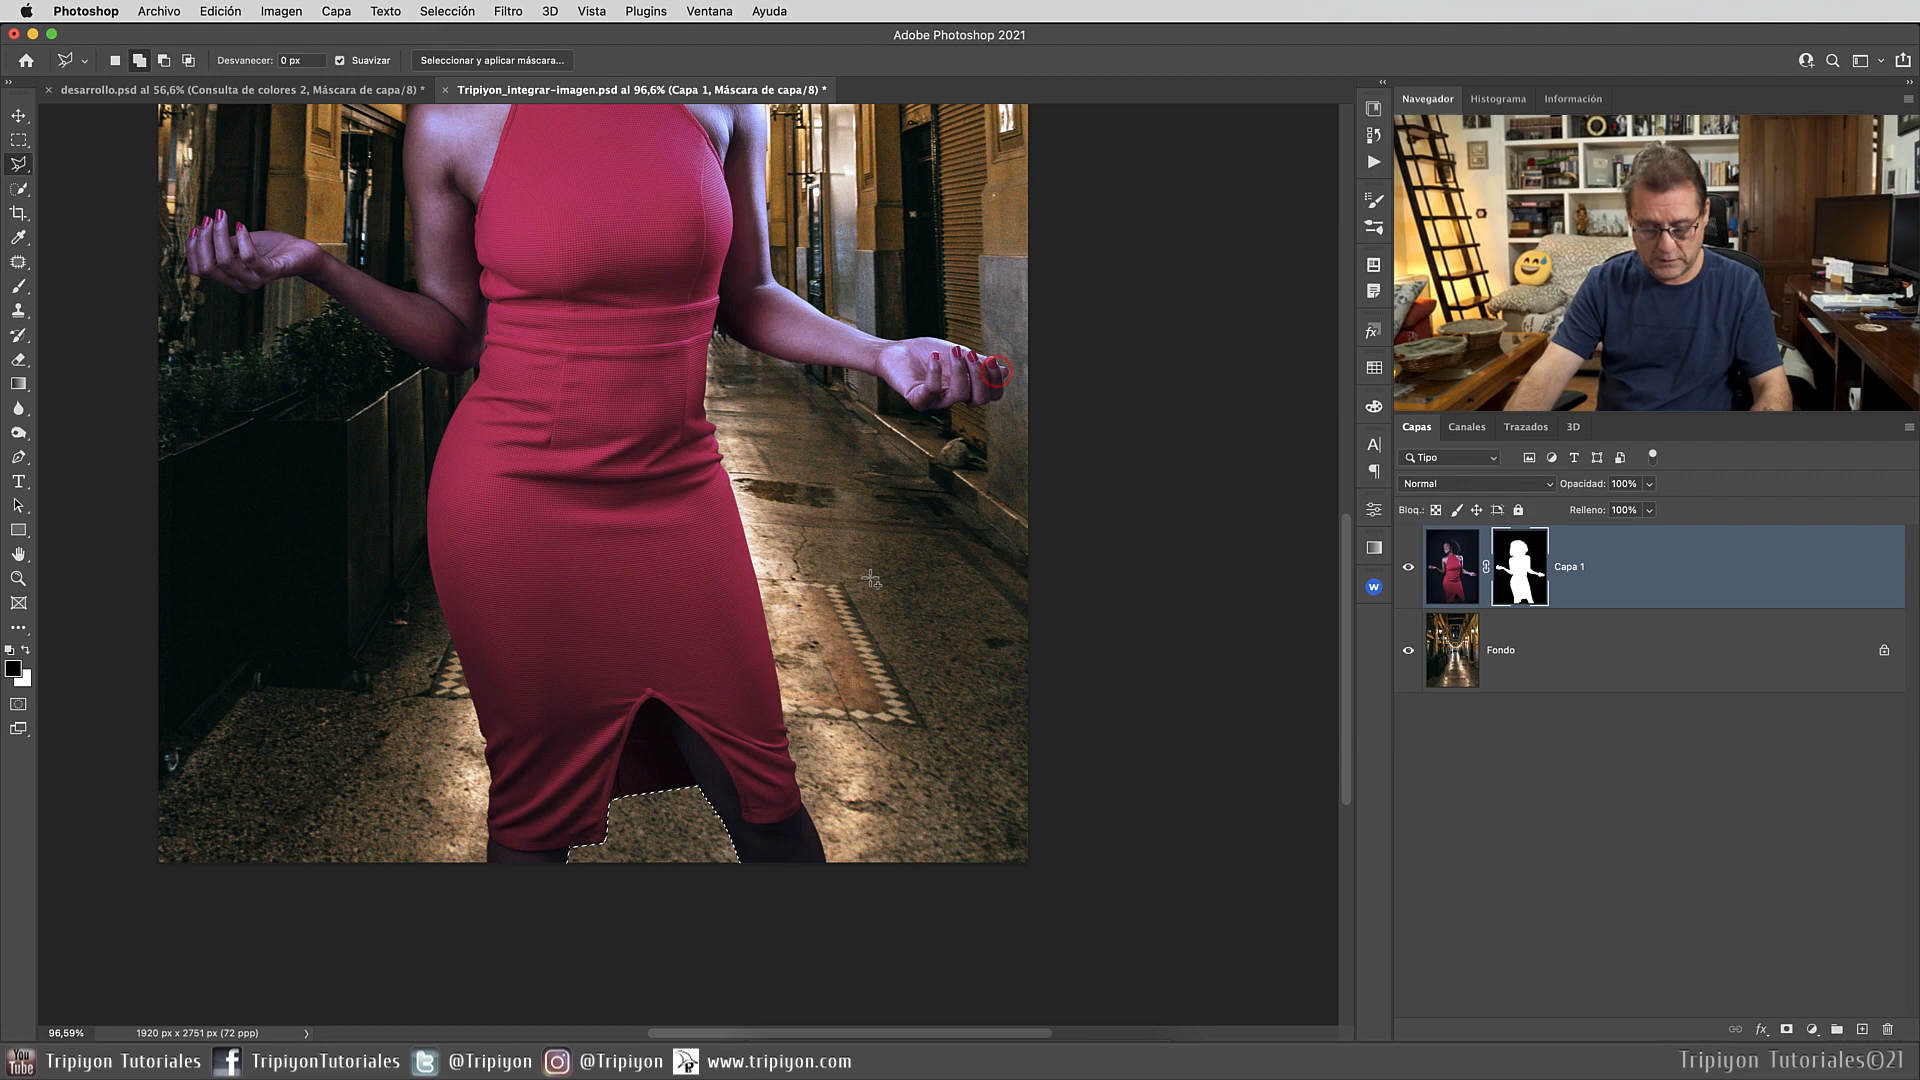 Photoshop Archivo Edición Imagen Capa Texto Selección Filtro 3D Vista Plugins Ventana Ayuda
Adobe Photoshop 2021
Desvanecer: 0 px Suavizar Seleccionar y aplicar máscara...
desarrollo.psd al 56,6% (Consulta de colores 2, Máscara de capa/8) *
Tripiyon_integrar-imagen.psd al 96,6% (Capa 1, Máscara de capa/8) *
Navegador Histograma Información
Capas Canales Trazados 3D
Tipo
Normal Opacidad: 100%
Bloq.: Relleno: 100%
Capa 1
Fondo
96,59% 1920 px x 2751 px (72 ppp)
You Tube Tripiyon Tutoriales TripiyonTutoriales @Tripiyon @Tripiyon www.tripiyon.com Tripiyon Tutoriales©21